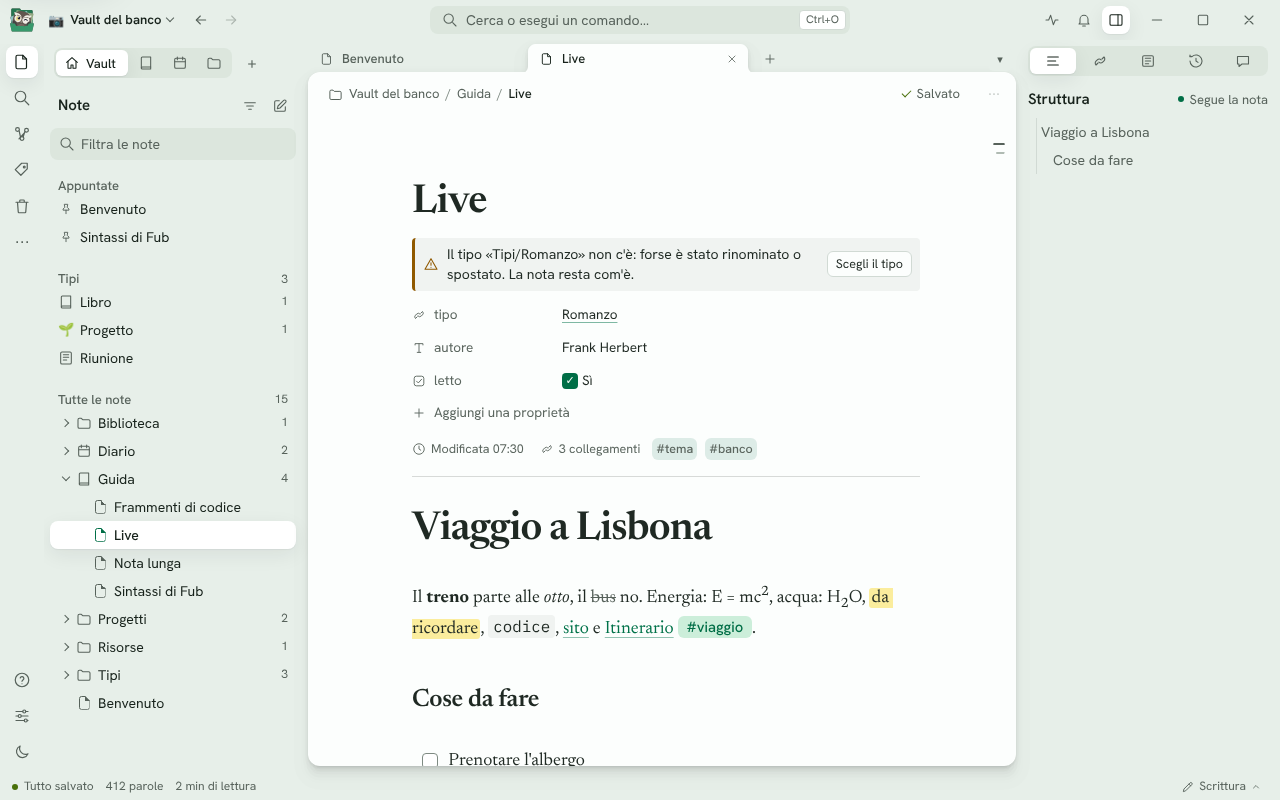 Vault del banco
Cerca o esegui un comando…
Ctrl+O
Vault
Benvenuto
Live
Note
Filtra le note
Appuntate
Benvenuto
Sintassi di Fub
Tipi 3
Libro 1
Progetto 1
Riunione
Tutte le note 15
Biblioteca 1
Diario 2
Guida 4
Frammenti di codice
Live
Nota lunga
Sintassi di Fub
Progetti 2
Risorse 1
Tipi 3
Benvenuto
Vault del banco / Guida / Live
Salvato
Live
Il tipo «Tipi/Romanzo» non c'è: forse è stato rinominato o
spostato. La nota resta com'è.
Scegli il tipo
tipo Romanzo
autore Frank Herbert
letto Sì
Aggiungi una proprietà
Modificata 07:30 3 collegamenti #tema #banco
Viaggio a Lisbona
Il treno parte alle otto, il bus no. Energia: E = mc², acqua: H₂O, da
ricordare, codice, sito e Itinerario #viaggio.
Cose da fare
Prenotare l'albergo
Struttura
Segue la nota
Viaggio a Lisbona
Cose da fare
Tutto salvato 412 parole 2 min di lettura
Scrittura